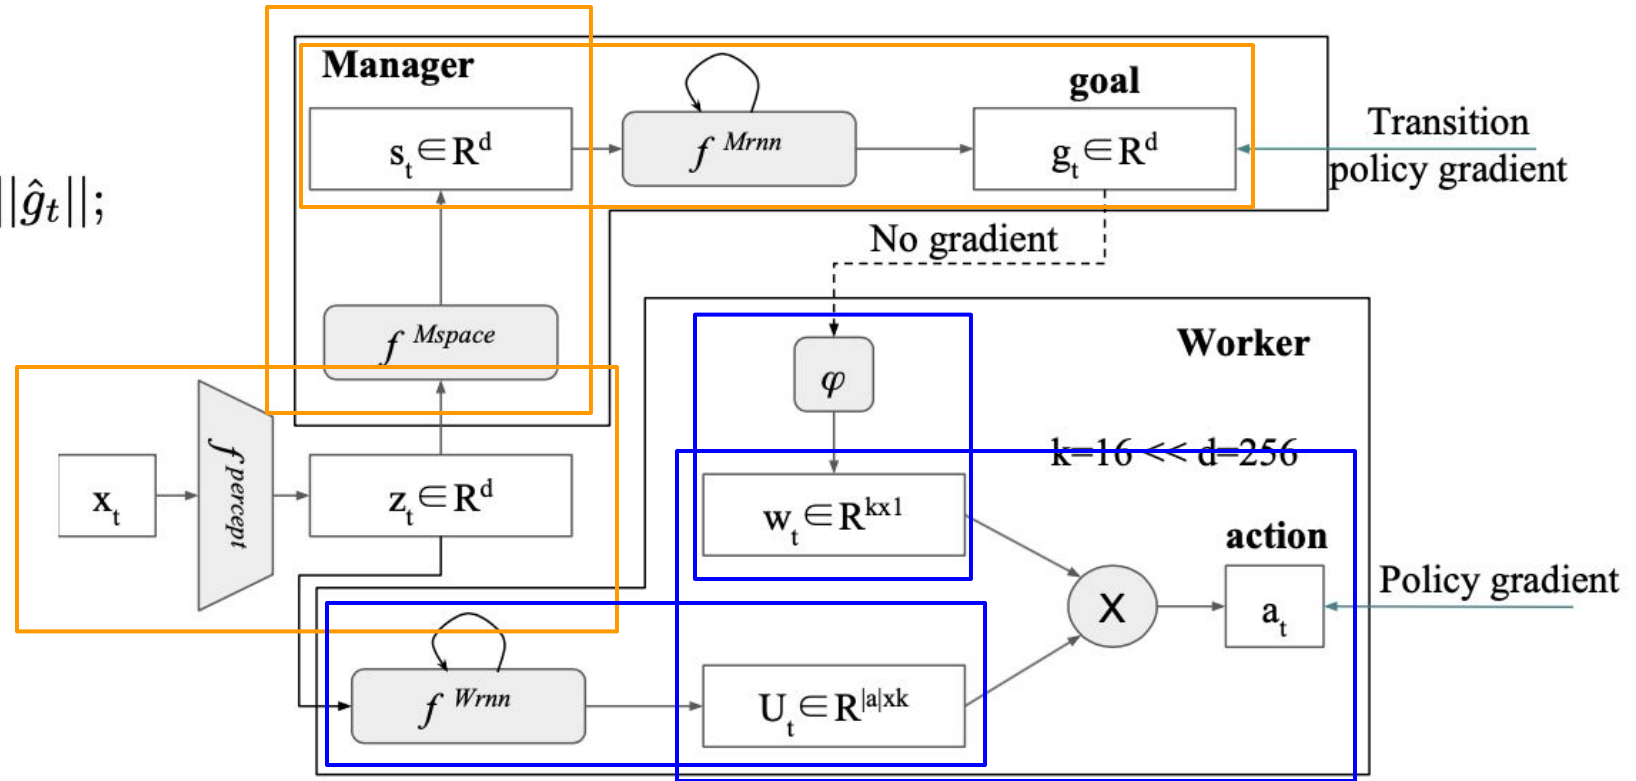 ||ĝₜ||;
Manager
goal
sₜ∈Rᵈ
f ᴹʳⁿⁿ
gₜ∈Rᵈ
Transition
policy gradient
No gradient
f ᴹˢᵖᵃᶜᵉ
φ
Worker
k=16 << d=256
xₜ
f ᵖᵉʳᶜᵉᵖᵗ
zₜ∈Rᵈ
wₜ∈Rᵏˣ¹
action
X
aₜ
Policy gradient
f ᵂʳⁿⁿ
Uₜ∈R|ᵃ|ˣᵏ